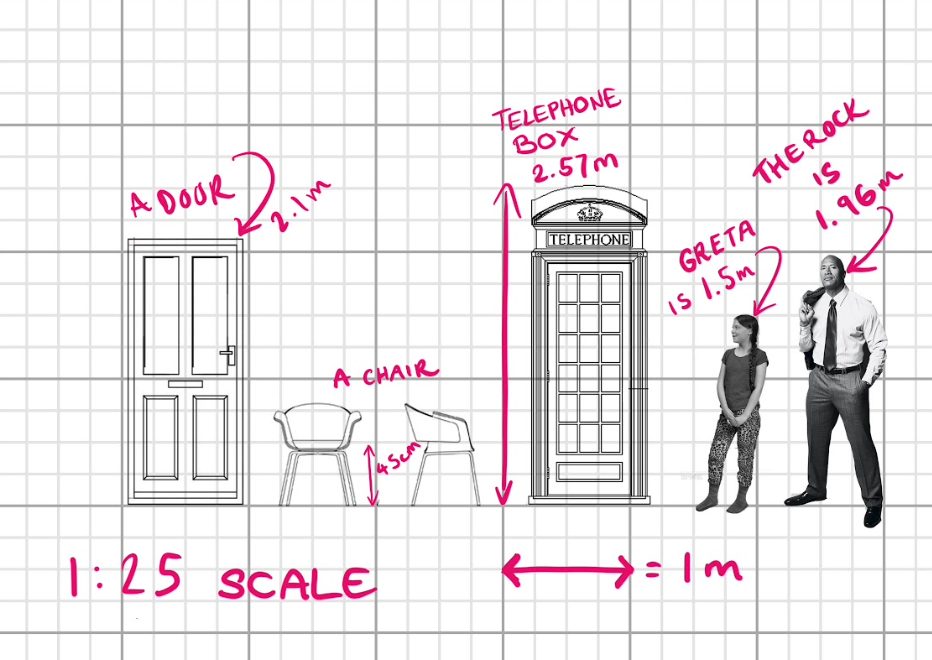 TELEPHONE
BOX
2.57m
THE ROCK
IS
1.96m
A DOOR
2.1m
TELEPHONE
GRETA
IS 1.5m
A CHAIR
45cm
1:25 SCALE
= 1m